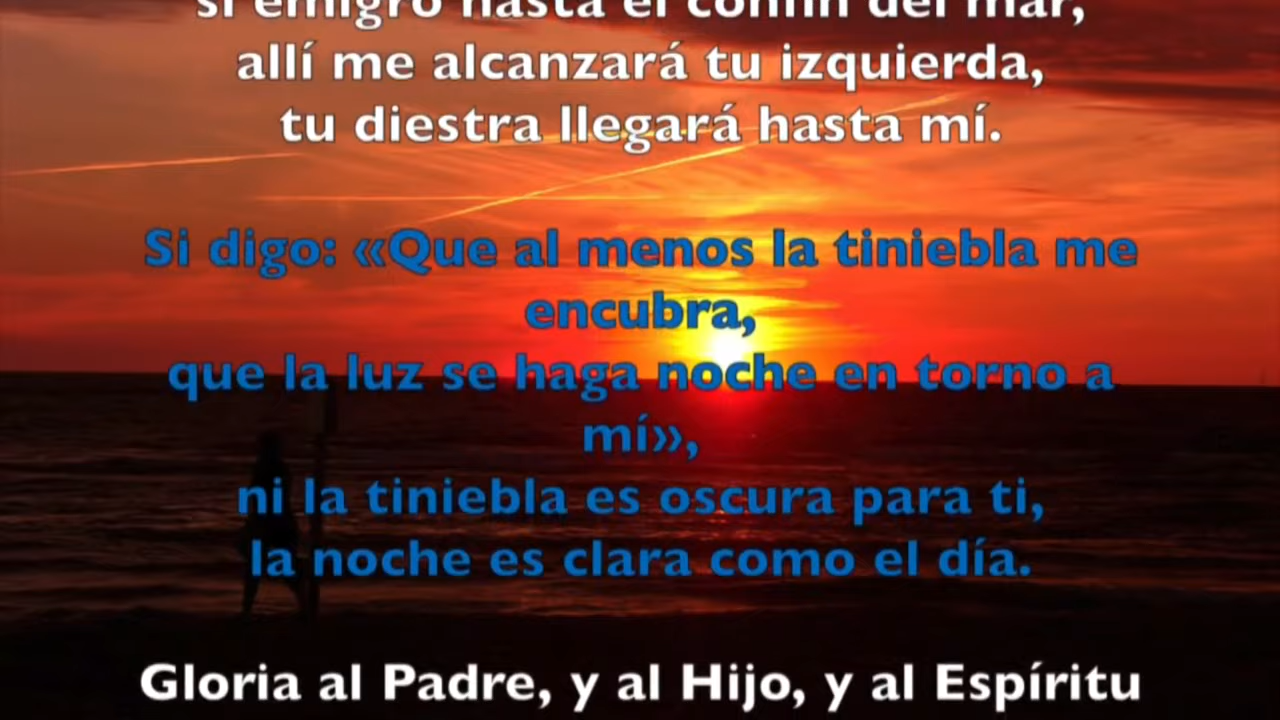 si emigro hasta el confín del mar,
allí me alcanzará tu izquierda,
tu diestra llegará hasta mí.
Si digo: «Que al menos la tiniebla me
encubra,
que la luz se haga noche en torno a
mí»,
ni la tiniebla es oscura para ti,
la noche es clara como el día.
Gloria al Padre, y al Hijo, y al Espíritu